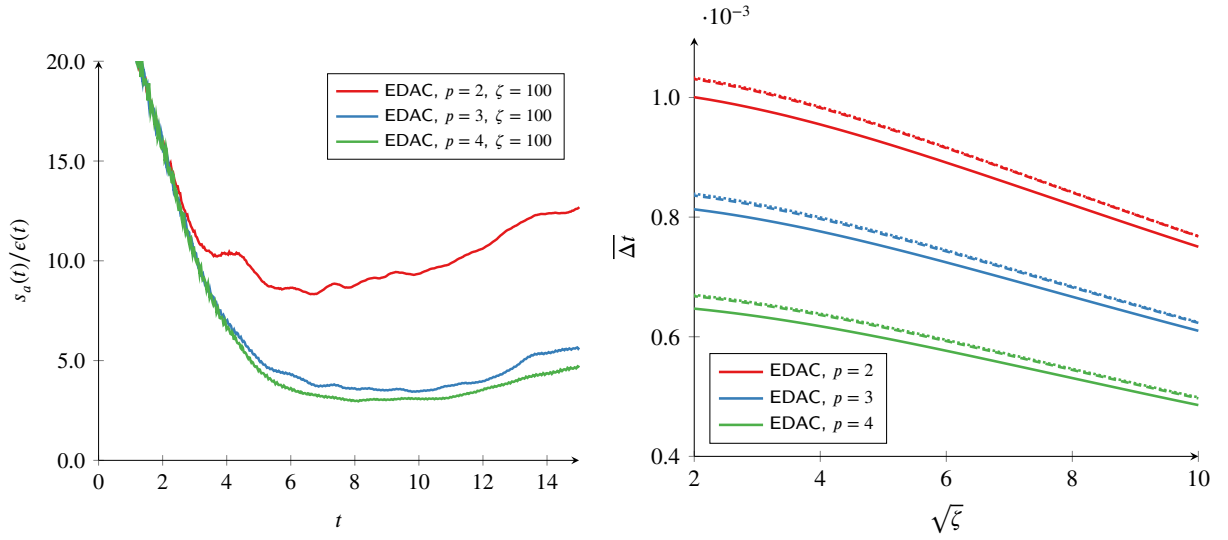 20.0
15.0
10.0
5.0
0.0
0 2 4 6 8 10 12 14
t
s_a(t)/ϵ(t)
EDAC, p = 2, ζ = 100
EDAC, p = 3, ζ = 100
EDAC, p = 4, ζ = 100
·10⁻³
1.0
0.8
0.6
0.4
2 4 6 8 10
√ζ
\overline{Δt}
EDAC, p = 2
EDAC, p = 3
EDAC, p = 4